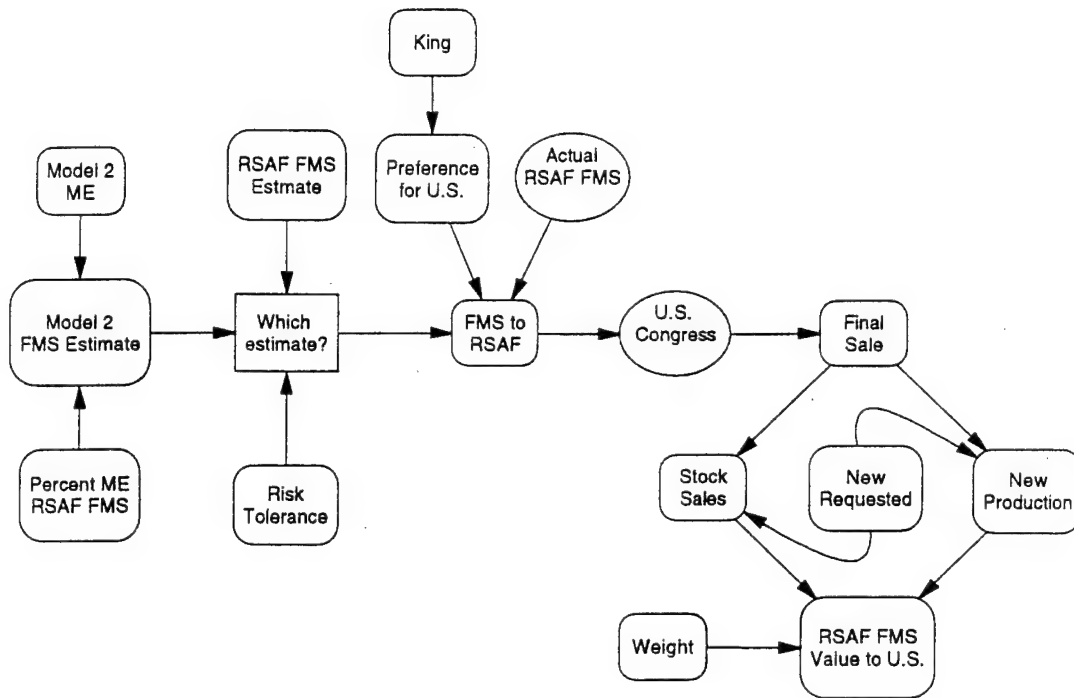 King
Model 2
ME
RSAF FMS
Estmate
Preference
for U.S.
Actual
RSAF FMS
Model 2
FMS Estimate
Which
estimate?
FMS to
RSAF
U.S.
Congress
Final
Sale
Percent ME
RSAF FMS
Risk
Tolerance
Stock
Sales
New
Requested
New
Production
Weight
RSAF FMS
Value to U.S.